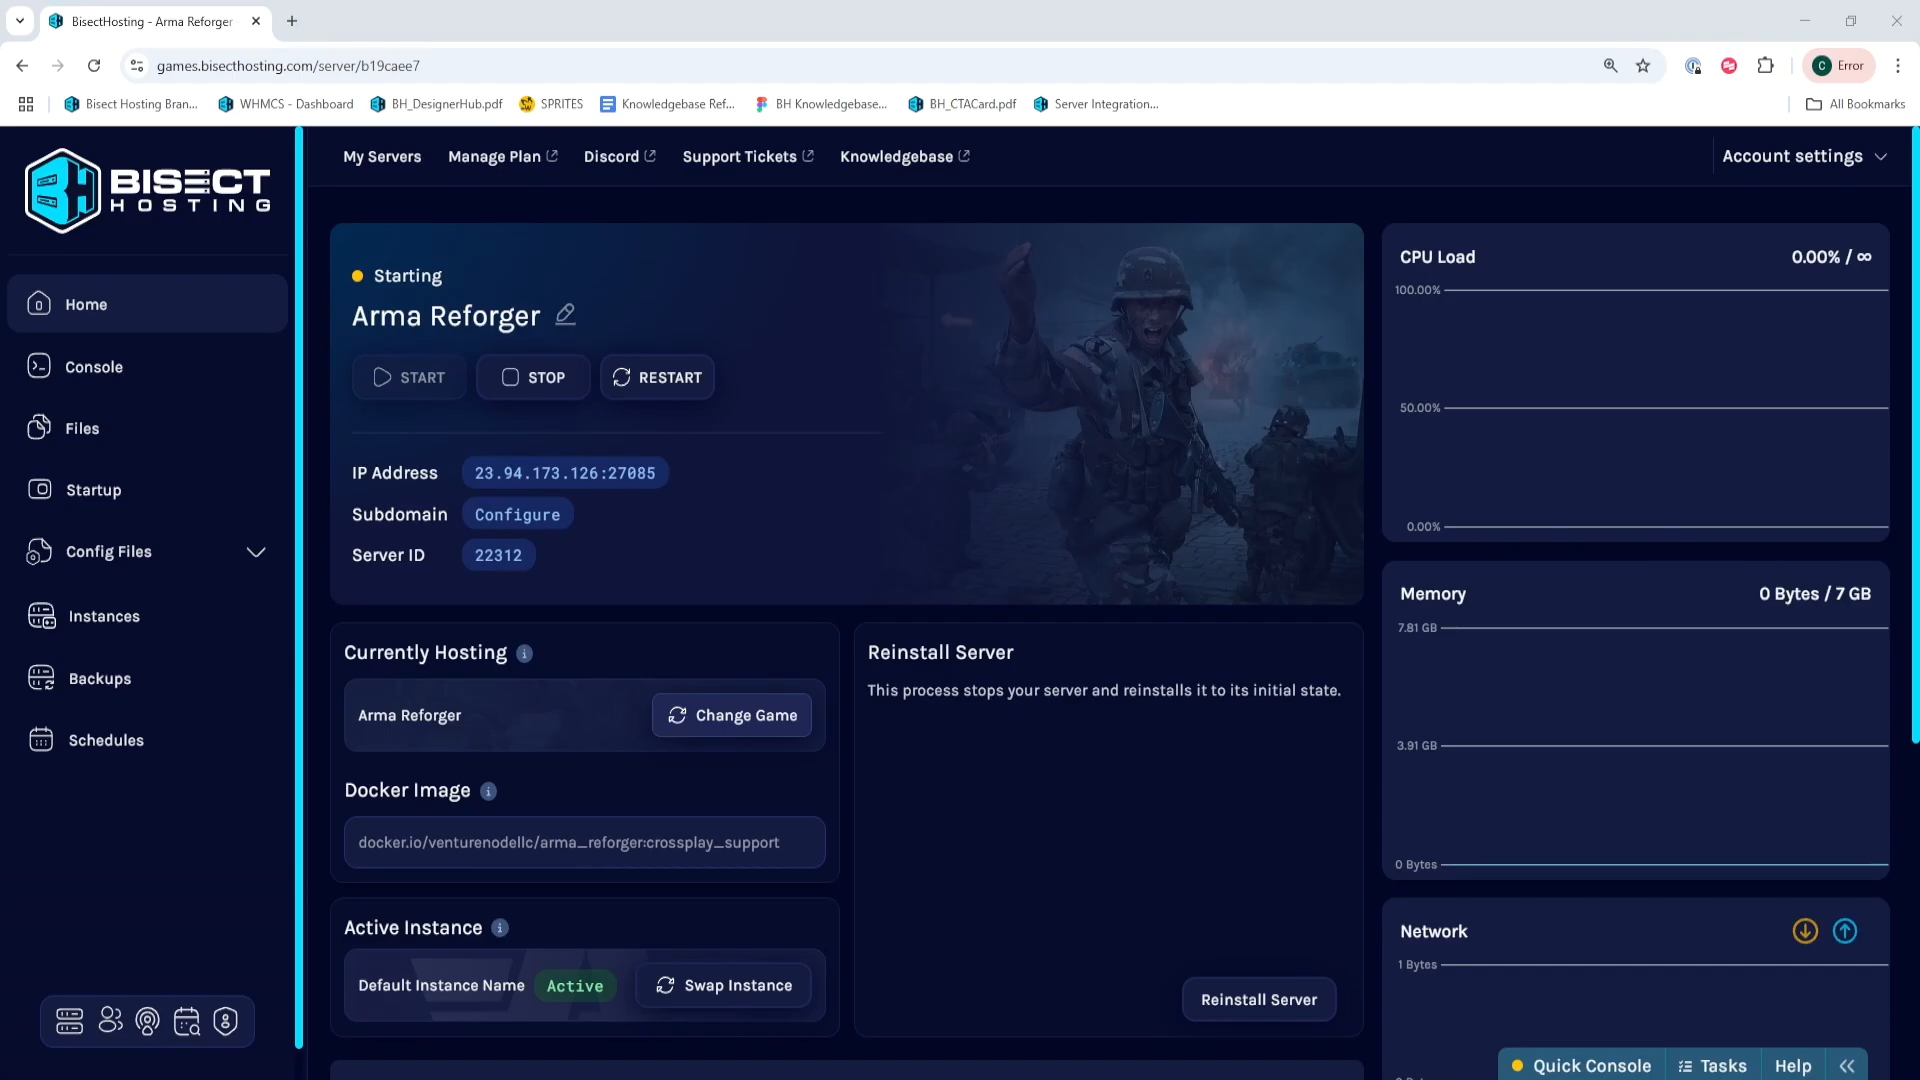 BisectHosting - Arma Reforger
games.bisecthosting.com/server/b19caee7
C Error
Bisect Hosting Bran...
WHMCS - Dashboard
BH_DesignerHub.pdf
SPRITES
Knowledgebase Ref...
BH Knowledgebase...
BH_CTACard.pdf
Server Integration...
All Bookmarks
BISECT
HOSTING
My Servers
Manage Plan
Discord
Support Tickets
Knowledgebase
Account settings
Home
Console
Files
Startup
Config Files
Instances
Backups
Schedules
Starting
Arma Reforger
START
STOP
RESTART
IP Address 23.94.173.126:27085
Subdomain Configure
Server ID 22312
Currently Hosting
Arma Reforger
Change Game
Docker Image
docker.io/venturenodellc/arma_reforger:crossplay_support
Active Instance
Default Instance Name Active
Swap Instance
Reinstall Server
This process stops your server and reinstalls it to its initial state.
Reinstall Server
CPU Load 0.00% / ∞
100.00%
50.00%
0.00%
Memory 0 Bytes / 7 GB
7.81 GB
3.91 GB
0 Bytes
Network
1 Bytes
Quick Console
Tasks
Help